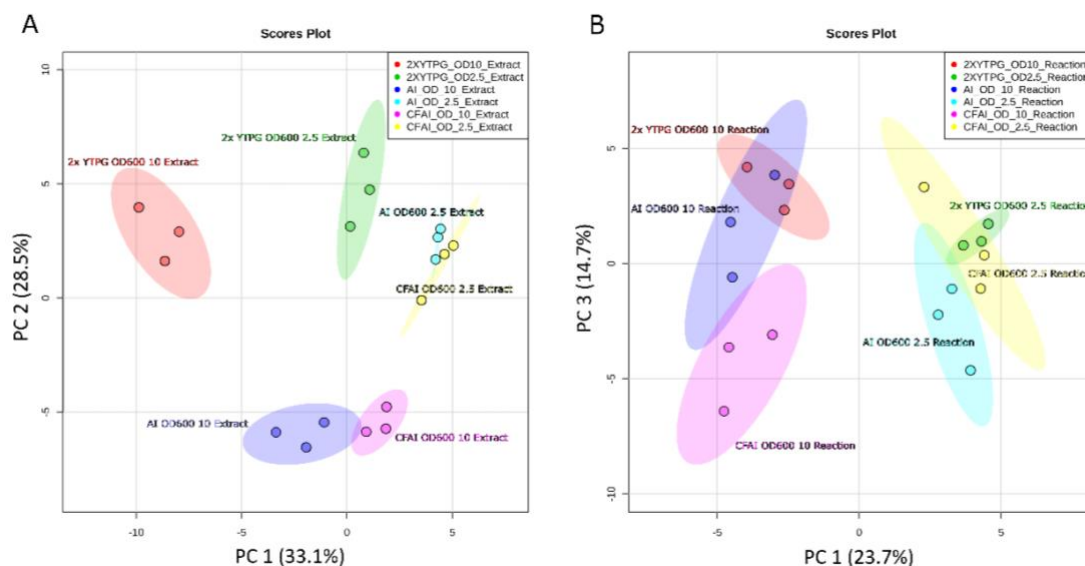 A
Scores Plot
2XYTPG_OD10_Extract
2XYTPG_OD2.5_Extract
AI_OD_10_Extract
AI_OD_2.5_Extract
CFAI_OD_10_Extract
CFAI_OD_2.5_Extract
2x YTPG OD600 2.5 Extract
2x YTPG OD600 10 Extract
AI OD600 2.5 Extract
CFAI OD600 2.5 Extract
AI OD600 10 Extract
CFAI OD600 10 Extract
PC 2 (28.5%)
10
5
0
-5
-10
-5
0
5
PC 1 (33.1%)
B
Scores Plot
2XYTPG_OD10_Reaction
2XYTPG_OD2.5_Reaction
AI_OD_10_Reaction
AI_OD_2.5_Reaction
CFAI_OD_10_Reaction
CFAI_OD_2.5_Reaction
2x YTPG OD600 10 Reaction
AI OD600 10 Reaction
2x YTPG OD600 2.5 Reaction
CFAI OD600 2.5 Reaction
AI OD600 2.5 Reaction
CFAI OD600 10 Reaction
PC 3 (14.7%)
5
0
-5
-10
-5
0
5
PC 1 (23.7%)